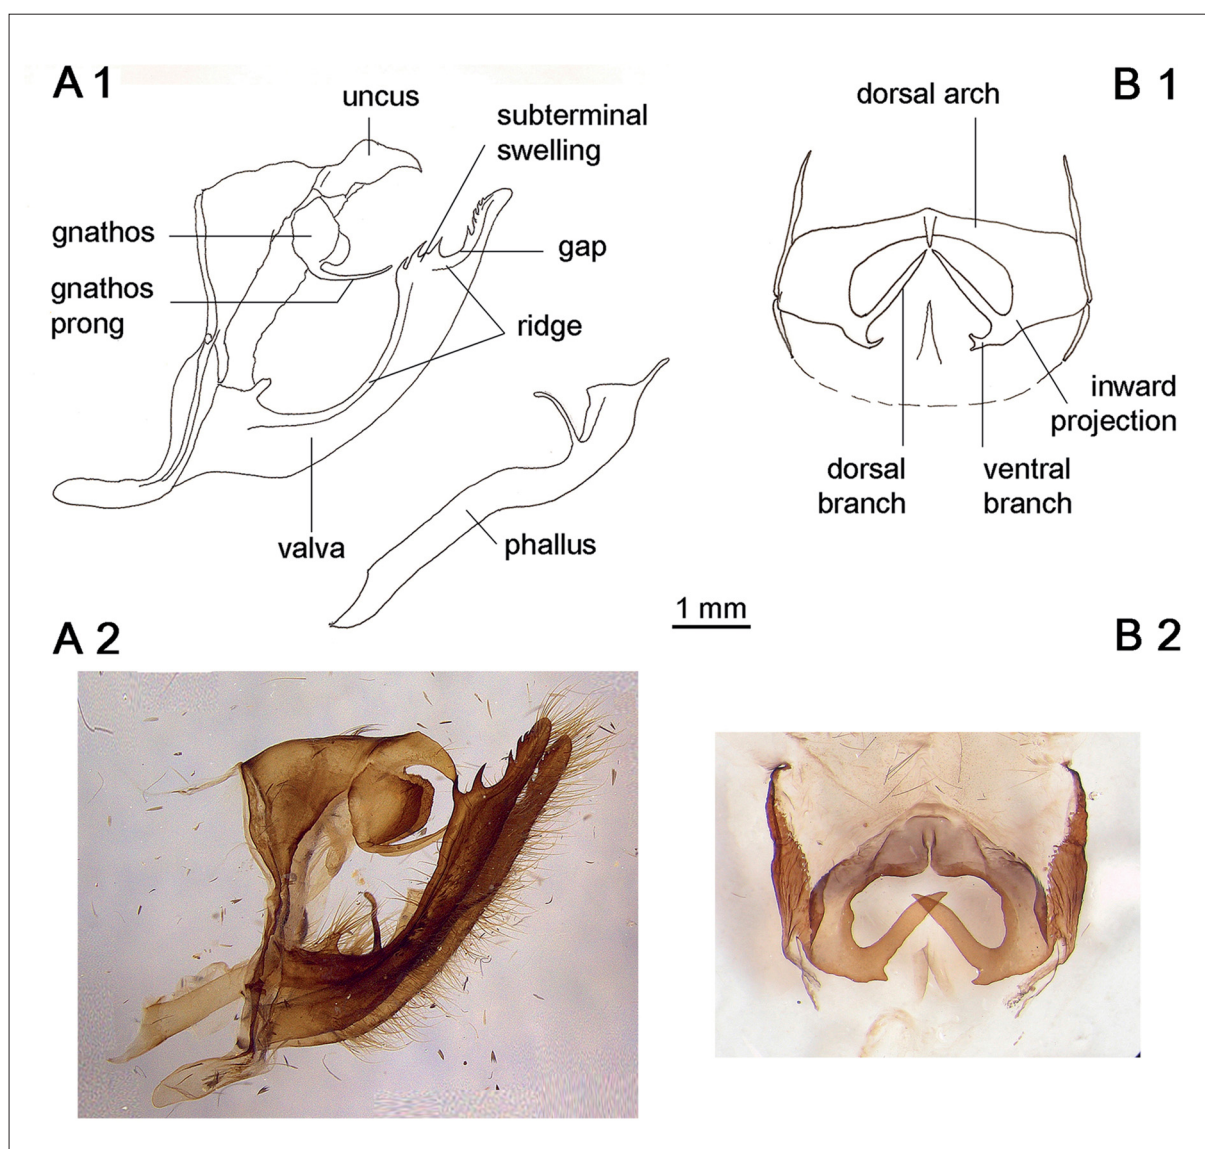 A 1
uncus
subterminal
swelling
gnathos
gnathos
prong
gap
ridge
valva
phallus
B 1
dorsal arch
inward
projection
dorsal
branch
ventral
branch
1 mm
A 2
B 2